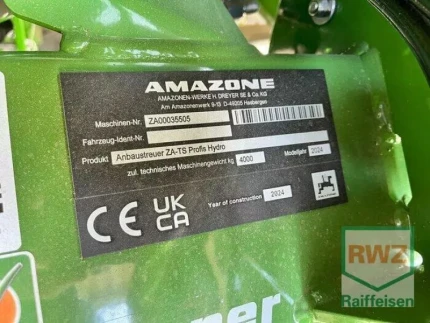 AMAZONE
AMAZONEN-WERKE H. DREYER SE & Co. KG
Am Amazonenwerk 9-13 D-49205 Hasbergen
Maschinen-Nr. ZA00035505
Fahrzeug-Ident-Nr.
Produkt Anbaustreuer ZA-TS Profis Hydro
zul. technisches Maschinengewicht kg 4000 Modelljahr 2024
CE UK
CA
Year of construction 2024
RWZ
Raiffeisen